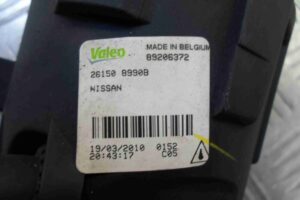 Valeo
MADE IN BELGIUM
89206372
26150 8990B
NISSAN
19/03/2010 0152
20:43:17 C05